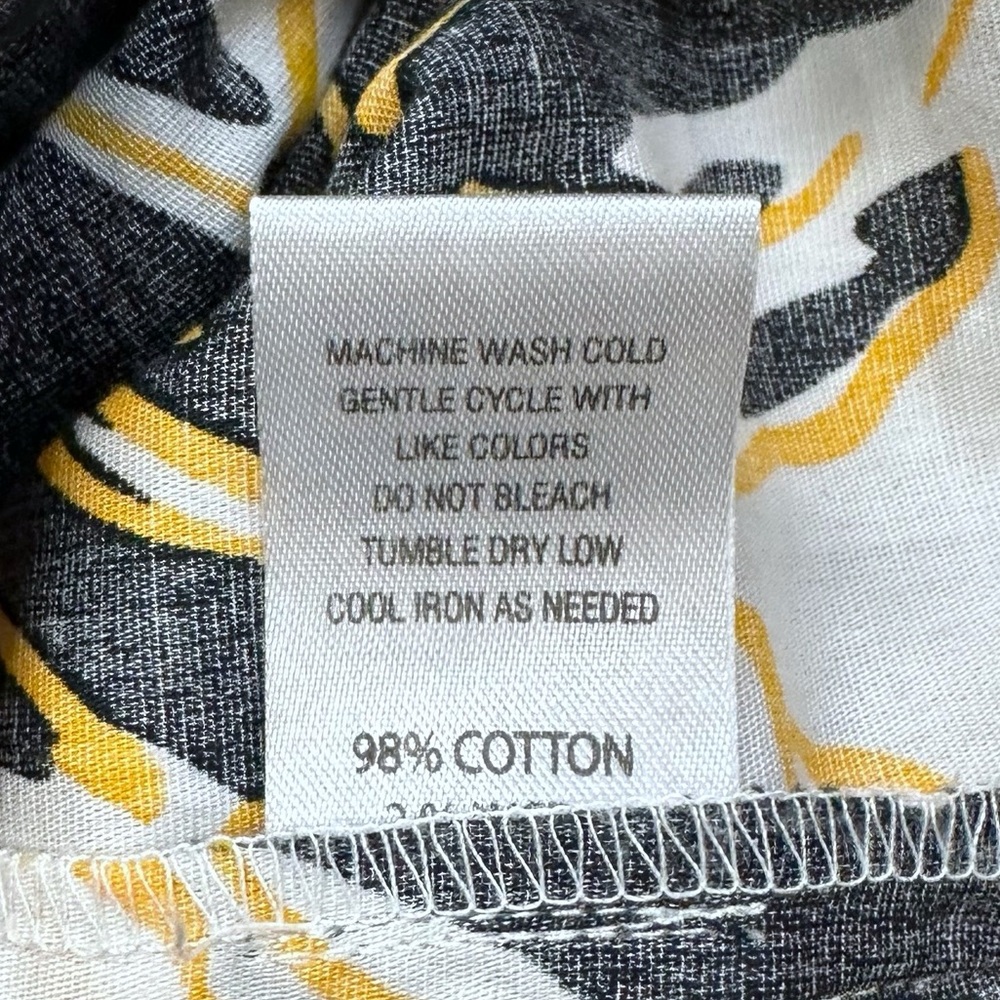 MACHINE WASH COLD
GENTLE CYCLE WITH
LIKE COLORS
DO NOT BLEACH
TUMBLE DRY LOW
COOL IRON AS NEEDED
98% COTTON